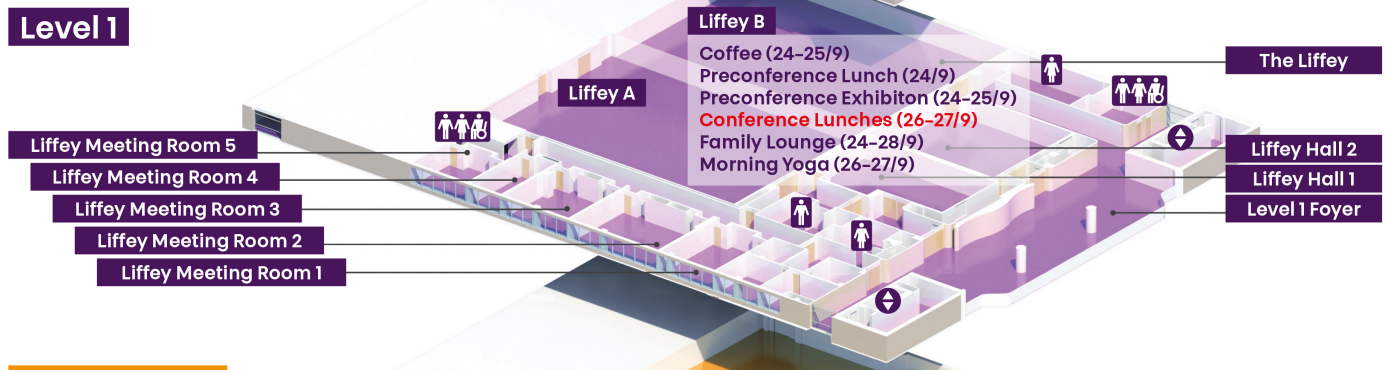 Level 1
Liffey B
Coffee (24-25/9)
Preconference Lunch (24/9)
Preconference Exhibiton (24-25/9)
Conference Lunches (26-27/9)
Family Lounge (24-28/9)
Morning Yoga (26-27/9)
The Liffey
Liffey A
Liffey Meeting Room 5
Liffey Meeting Room 4
Liffey Meeting Room 3
Liffey Meeting Room 2
Liffey Meeting Room 1
Liffey Hall 2
Liffey Hall 1
Level 1 Foyer